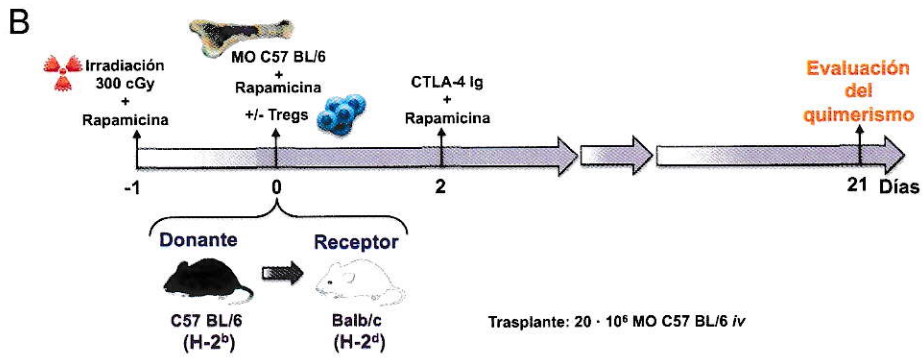 B
Irradiación
300 cGy
+
Rapamicina
MO C57 BL/6
+
Rapamicina
+/- Tregs
CTLA-4 Ig
+
Rapamicina
Evaluación
del
quimerismo
-1
0
2
21
Días
Donante
Receptor
C57 BL/6
(H-2ᵇ)
Balb/c
(H-2ᵈ)
Trasplante: 20 · 10⁶ MO C57 BL/6 iv